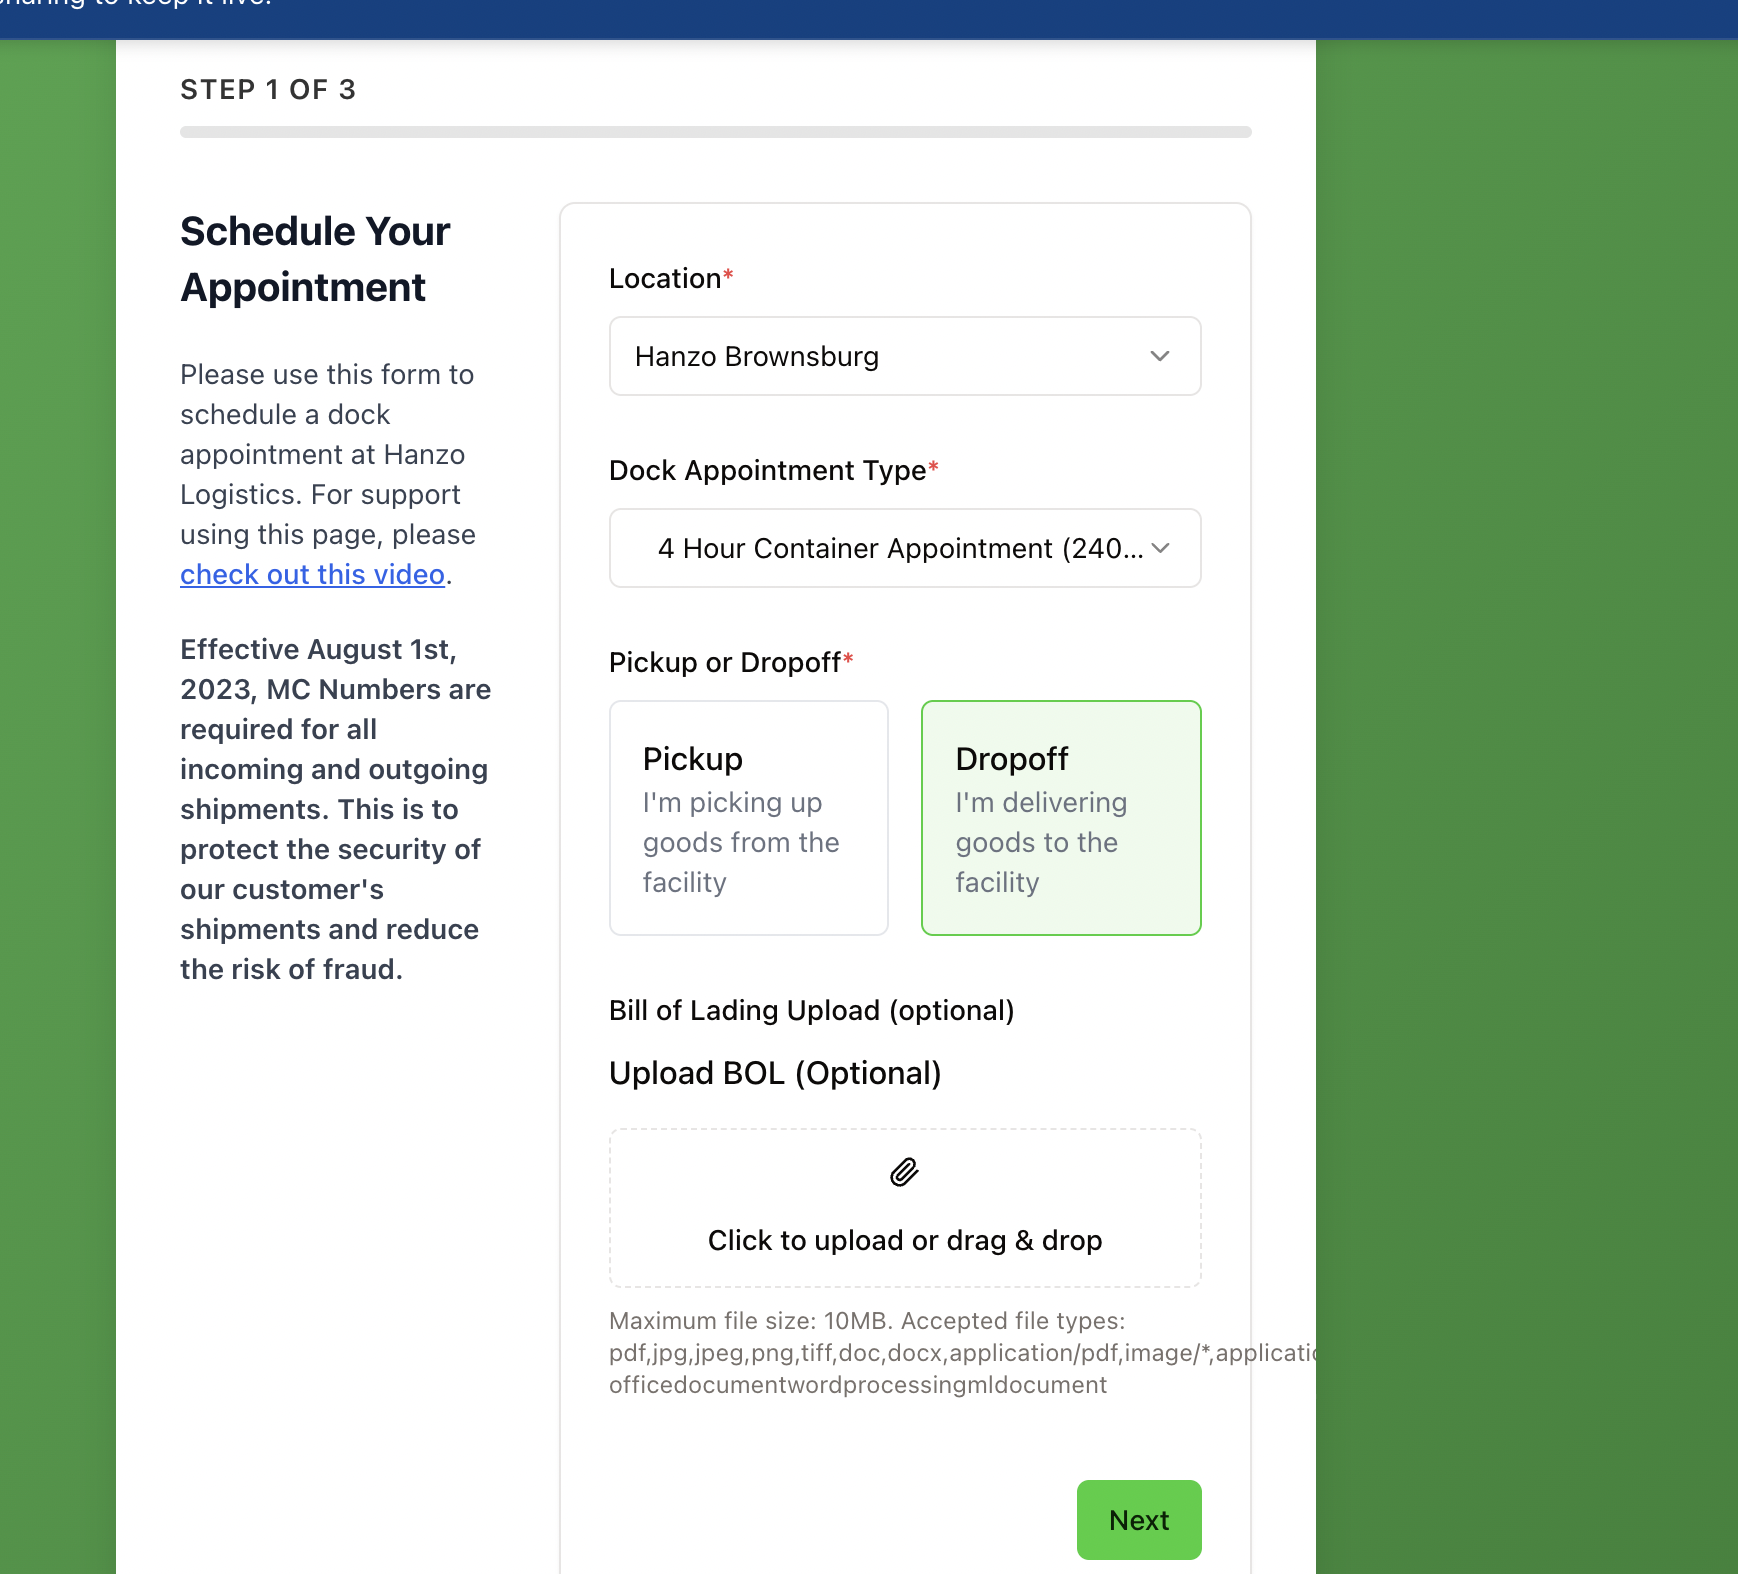 sharing to keep it live.
STEP 1 OF 3
Schedule Your
Appointment
Please use this form to
schedule a dock
appointment at Hanzo
Logistics. For support
using this page, please
check out this video.
Effective August 1st,
2023, MC Numbers are
required for all
incoming and outgoing
shipments. This is to
protect the security of
our customer's
shipments and reduce
the risk of fraud.
Location*
Hanzo Brownsburg
Dock Appointment Type*
4 Hour Container Appointment (240...
Pickup or Dropoff*
Pickup
I'm picking up
goods from the
facility
Dropoff
I'm delivering
goods to the
facility
Bill of Lading Upload (optional)
Upload BOL (Optional)
Click to upload or drag & drop
Maximum file size: 10MB. Accepted file types:
pdf,jpg,jpeg,png,tiff,doc,docx,application/pdf,image/*,applicatio
officedocumentwordprocessingmldocument
Next